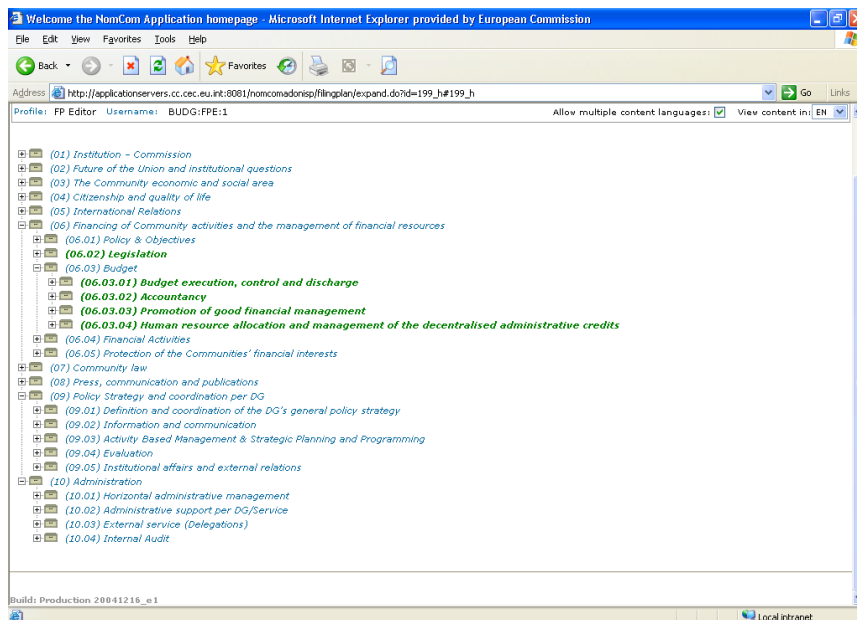 Welcome the NomCom Application homepage - Microsoft Internet Explorer provided by European Commission
File Edit View Favorites Tools Help
Back Favorites
Address http://applicationservers.cc.cec.eu.int:8081/nomcomadonisp/filingplan/expand.do?id=199_h#199_h Go Links
Profile: FP Editor Username: BUDG:FPE:1 Allow multiple content languages: View content in: EN
(01) Institution – Commission
(02) Future of the Union and institutional questions
(03) The Community economic and social area
(04) Citizenship and quality of life
(05) International Relations
(06) Financing of Community activities and the management of financial resources
(06.01) Policy & Objectives
(06.02) Legislation
(06.03) Budget
(06.03.01) Budget execution, control and discharge
(06.03.02) Accountancy
(06.03.03) Promotion of good financial management
(06.03.04) Human resource allocation and management of the decentralised administrative credits
(06.04) Financial Activities
(06.05) Protection of the Communities' financial interests
(07) Community law
(08) Press, communication and publications
(09) Policy Strategy and coordination per DG
(09.01) Definition and coordination of the DG's general policy strategy
(09.02) Information and communication
(09.03) Activity Based Management & Strategic Planning and Programming
(09.04) Evaluation
(09.05) Institutional affairs and external relations
(10) Administration
(10.01) Horizontal administrative management
(10.02) Administrative support per DG/Service
(10.03) External service (Delegations)
(10.04) Internal Audit
Build: Production 20041216_e1
Local intranet